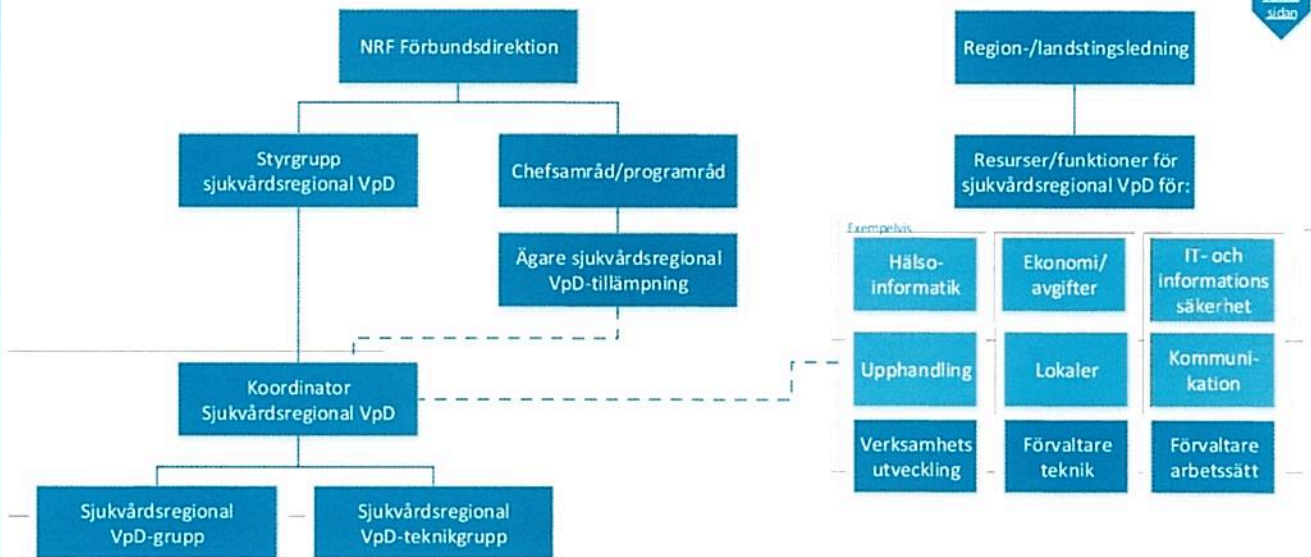 sidan
NRF Förbundsdirektion
Region-/landstingsledning
Styrgrupp
sjukvårdsregional VpD
Chefsamråd/programråd
Resurser/funktioner för
sjukvårdsregional VpD för:
Ägare sjukvårdsregional
VpD-tillämpning
Exempelvis
Hälso-
informatik
Ekonomi/
avgifter
IT- och
informations
säkerhet
Koordinator
Sjukvårdsregional VpD
Upphandling
Lokaler
Kommuni-
kation
Verksamhets
utveckling
Förvaltare
teknik
Förvaltare
arbetssätt
Sjukvårdsregional
VpD-grupp
Sjukvårdsregional
VpD-teknikgrupp